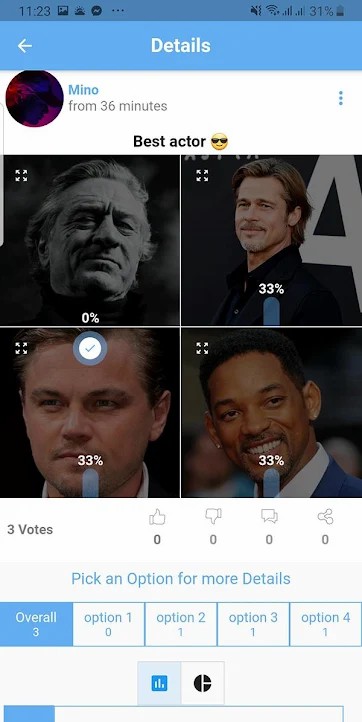 11:23
31%
Details
Mino
from 36 minutes
Best actor 😎
0%
33%
33%
33%
3 Votes
0
0
0
0
Pick an Option for more Details
Overall
3
option 1
0
option 2
1
option 3
1
option 4
1